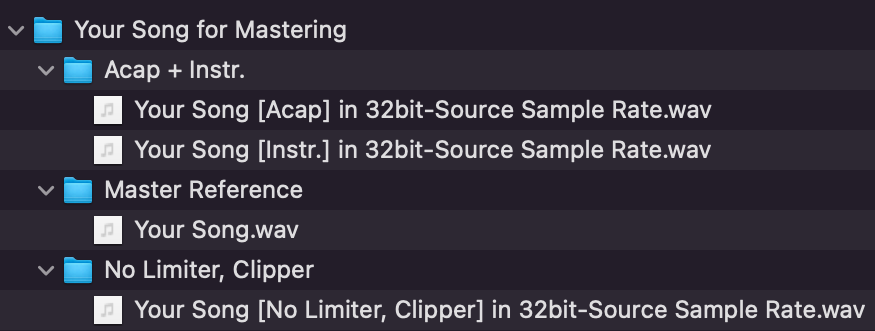 Your Song for Mastering
Acap + Instr.
Your Song [Acap] in 32bit-Source Sample Rate.wav
Your Song [Instr.] in 32bit-Source Sample Rate.wav
Master Reference
Your Song.wav
No Limiter, Clipper
Your Song [No Limiter, Clipper] in 32bit-Source Sample Rate.wav